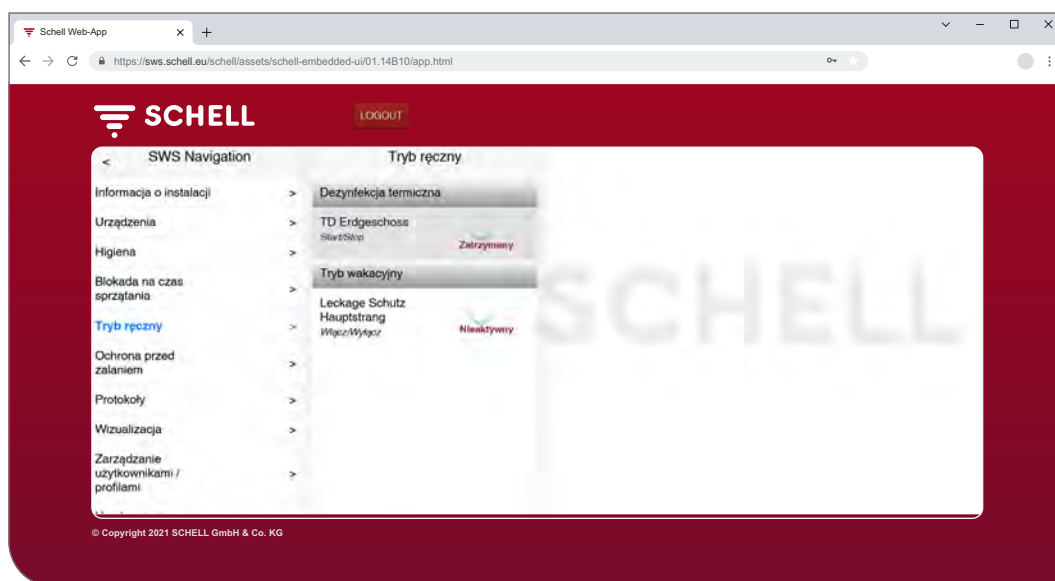 Schell Web-App
https://sws.schell.eu/schell/assets/schell-embedded-ui/01.14B10/app.html
SCHELL
LOGOUT
< SWS Navigation
Tryb ręczny
Informacja o instalacji >
Urządzenia >
Higiena >
Blokada na czas
sprzątania >
Tryb ręczny >
Ochrona przed
zalaniem >
Protokoły >
Wizualizacja >
Zarządzanie
użytkownikami /
profilami >
Dezynfekcja termiczna
TD Erdgeschoss
Start/Stop
Zatrzymany
Tryb wakacyjny
Leckage Schutz
Hauptstrang
Włącz/Wyłącz
Nieaktywny
SCHELL
© Copyright 2021 SCHELL GmbH & Co. KG